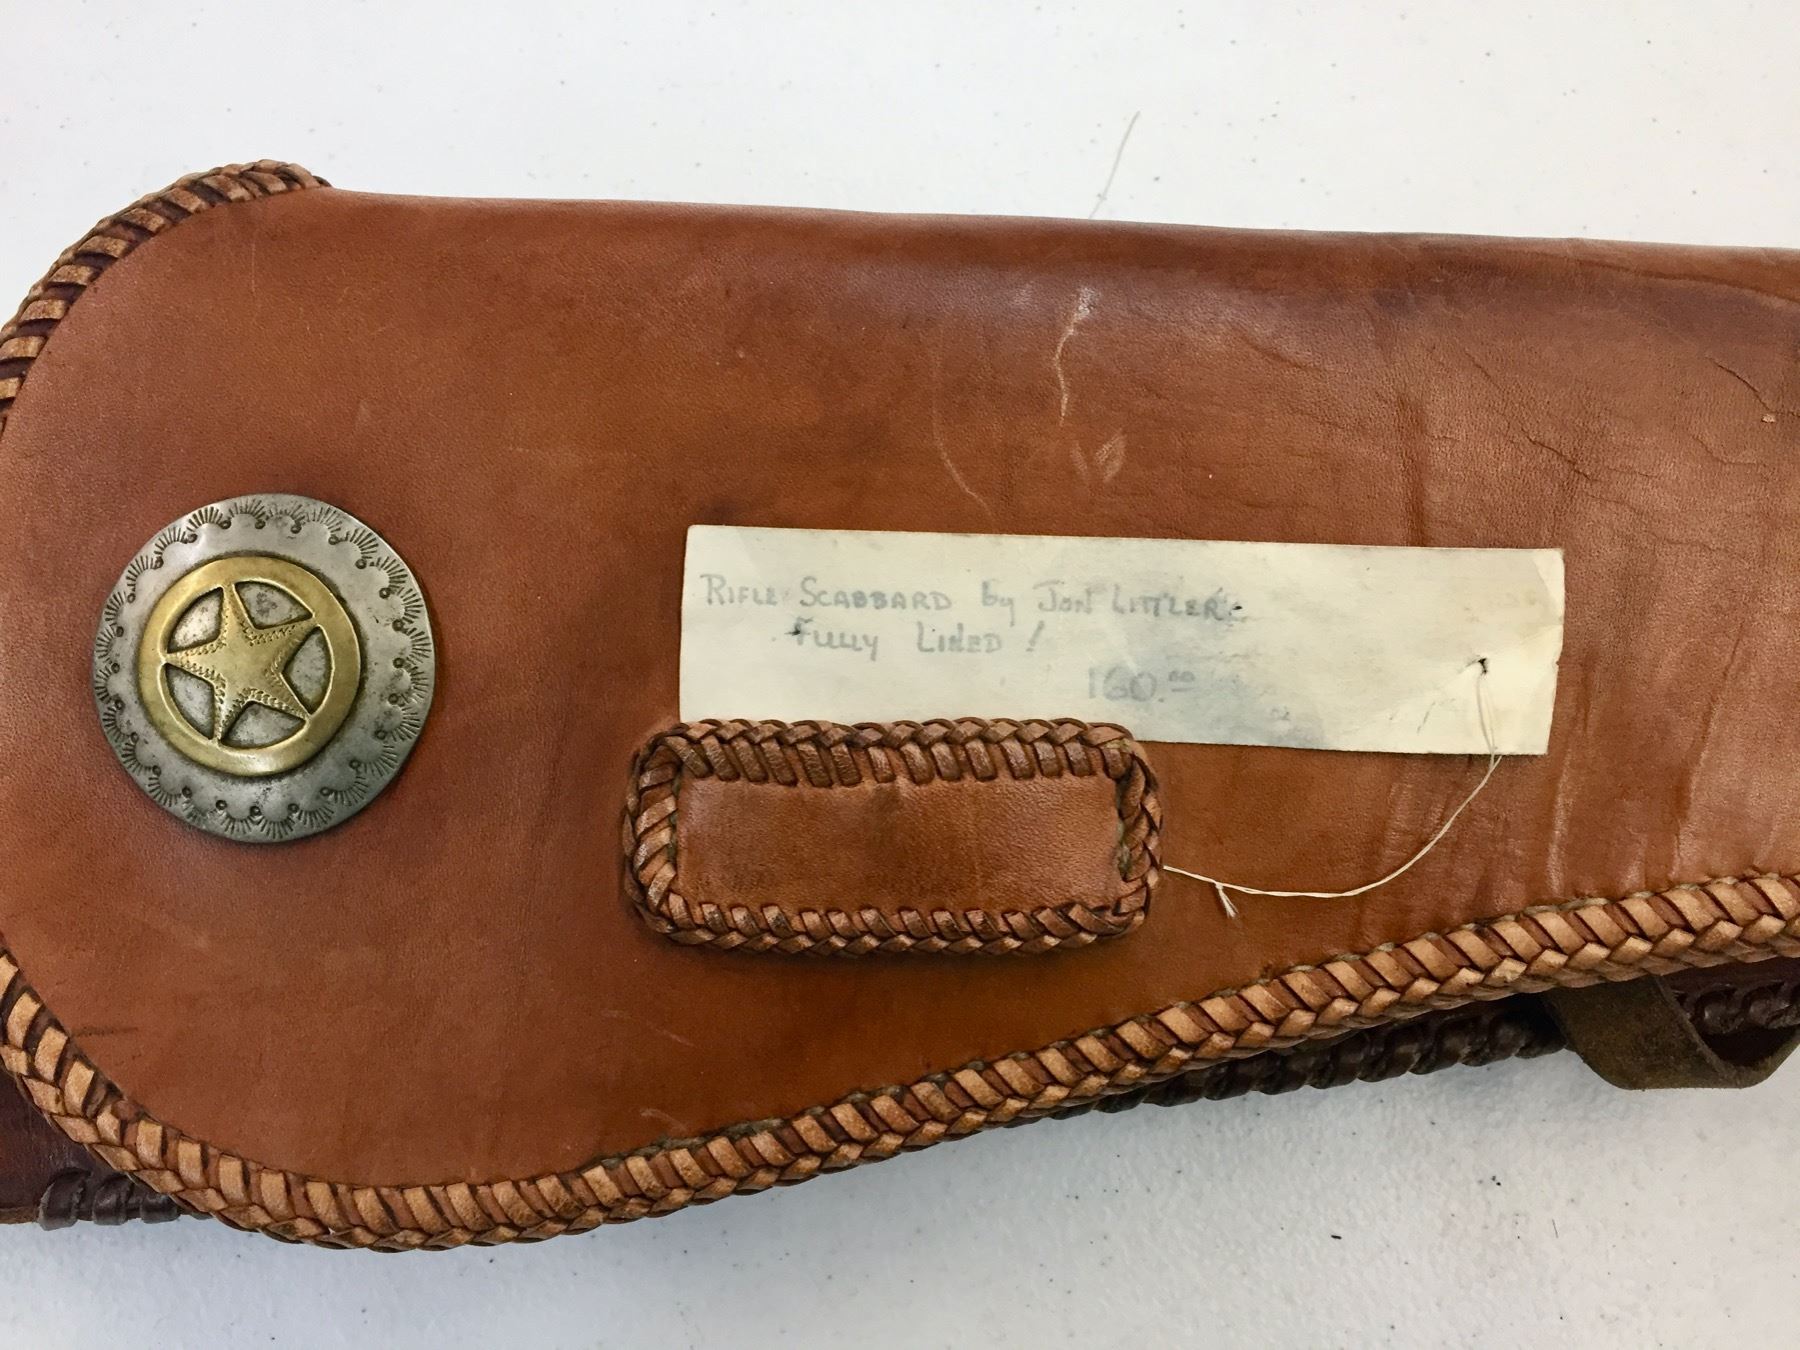 Rifle Scabbard by Jon Littler
Fully Lined!
160.00